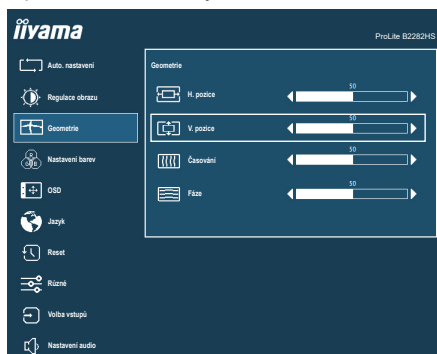 iiyama
ProLite B2282HS
Auto. nastavení
Regulace obrazu
Geometrie
Nastavení barev
OSD
Jazyk
Reset
Různé
Volba vstupů
Nastavení audio
Geometrie
H. pozice
50
V. pozice
50
Časování
50
Fáze
50